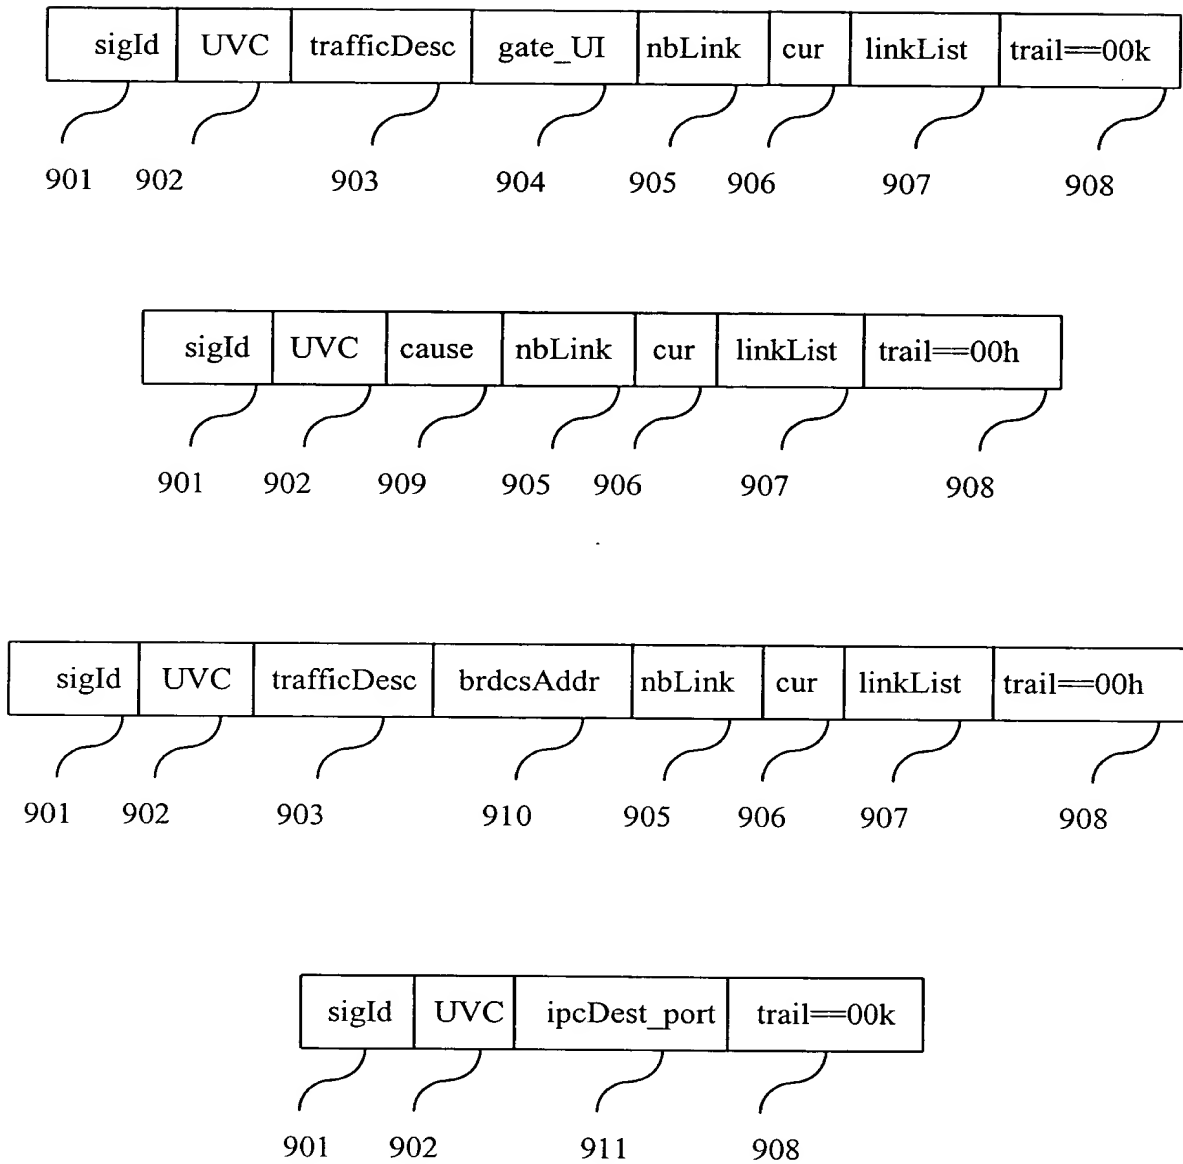 sigId UVC trafficDesc gate_UI nbLink cur linkList trail==00k
901 902 903 904 905 906 907 908
sigId UVC cause nbLink cur linkList trail==00h
901 902 909 905 906 907 908
sigId UVC trafficDesc brdcsAddr nbLink cur linkList trail==00h
901 902 903 910 905 906 907 908
sigId UVC ipcDest_port trail==00k
901 902 911 908